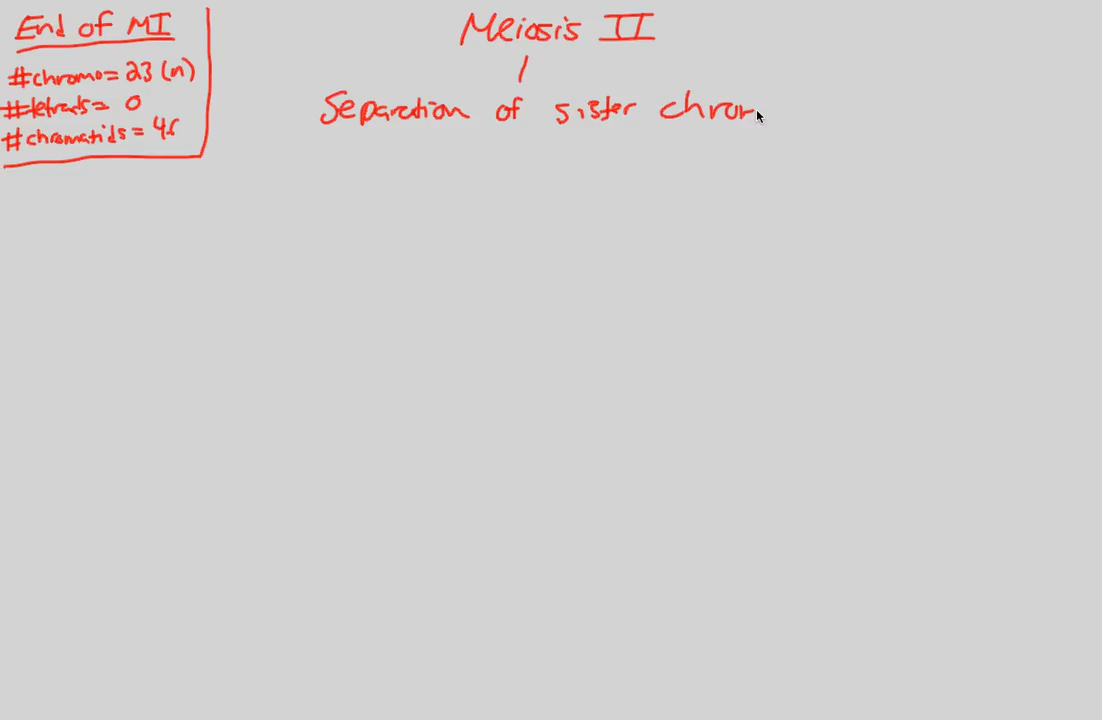 End of MI
#chromo= 23 (n)
#tetrads= 0
#chromatids = 46
Meiosis II
Separation of sister chrom